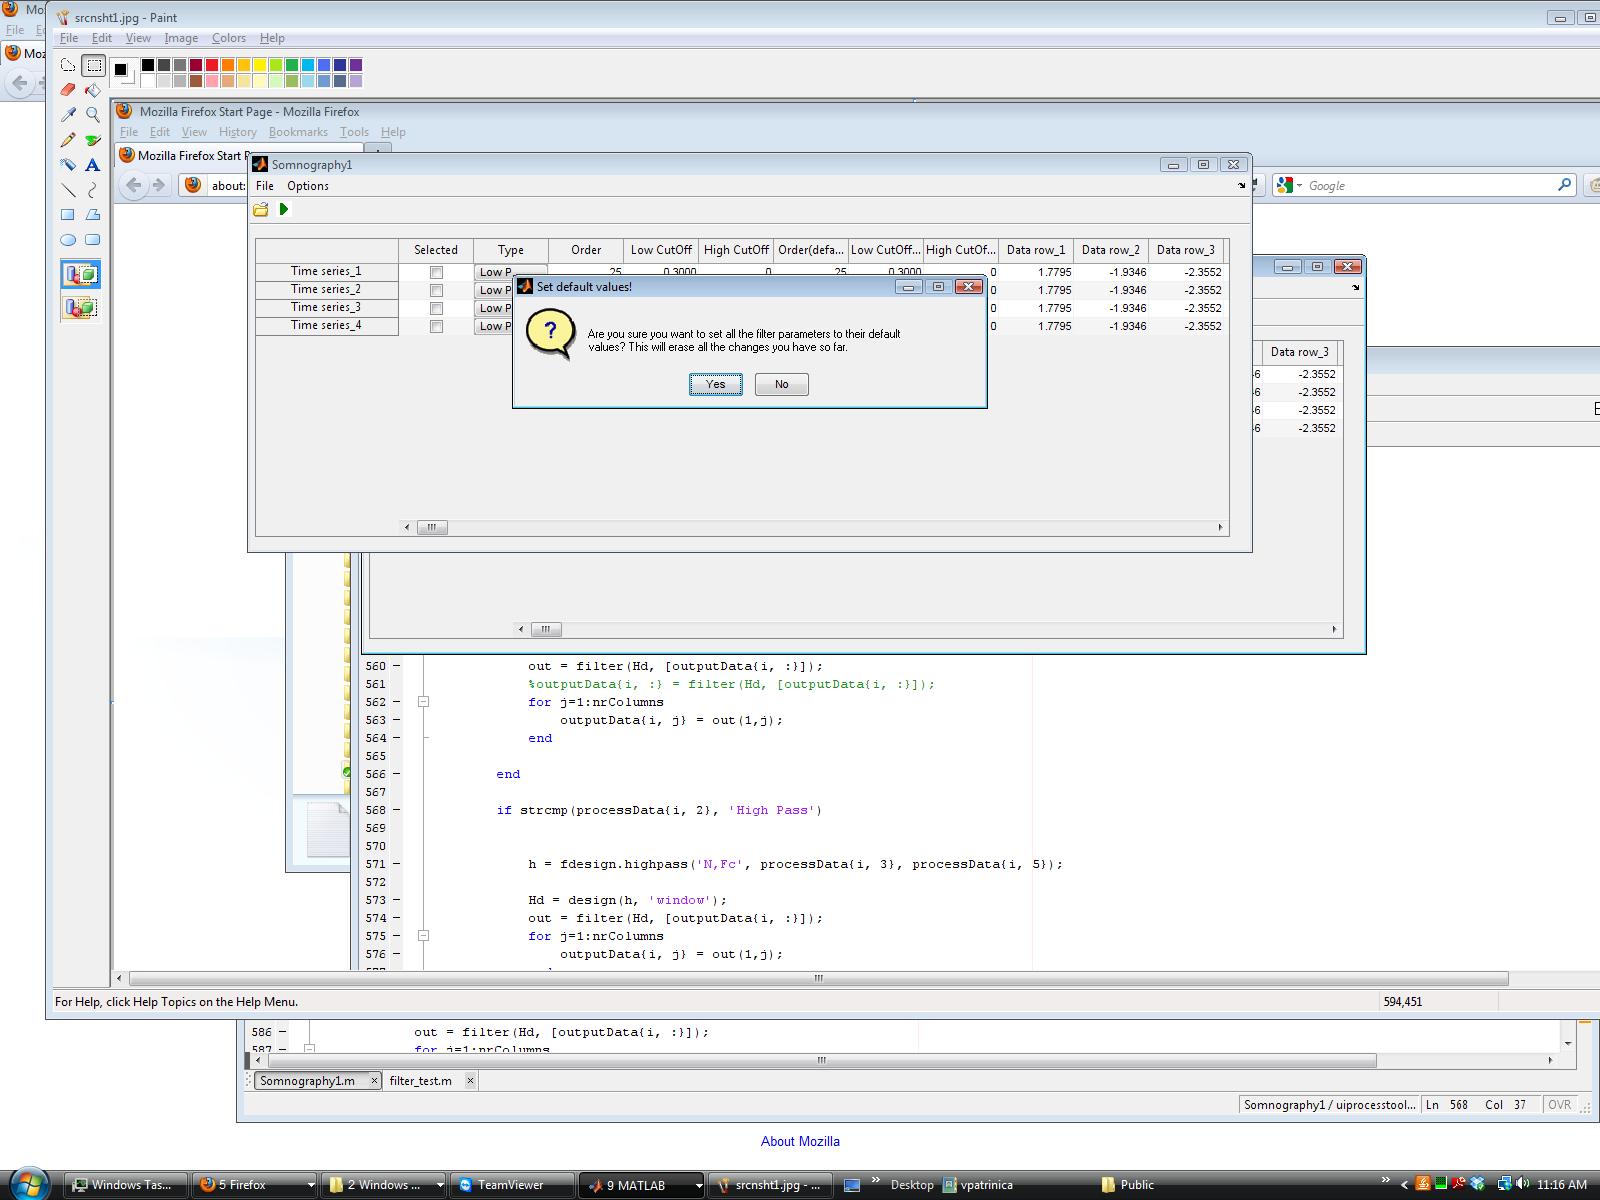 srcnsht1.jpg - Paint
File Edit View Image Colors Help
Mozilla Firefox Start Page - Mozilla Firefox
File Edit View History Bookmarks Tools Help
Mozilla Firefox Start P
about:
Google
Somnography1
File Options
Selected Type Order Low CutOff High CutOff Order(defa... Low CutOff... High CutOf... Data row_1 Data row_2 Data row_3
Time series_1 Low P... 25 0.3000 0 25 0.3000 0 1.7795 -1.9346 -2.3552
Time series_2 Low P 0 1.7795 -1.9346 -2.3552
Time series_3 Low P 0 1.7795 -1.9346 -2.3552
Time series_4 Low P 0 1.7795 -1.9346 -2.3552
Set default values!
Are you sure you want to set all the filter parameters to their default
values? This will erase all the changes you have so far.
Yes No
Data row_3
-2.3552
-2.3552
-2.3552
-2.3552
560 out = filter(Hd, [outputData{i, :}]);
561 %outputData{i, :} = filter(Hd, [outputData{i, :}]);
562 for j=1:nrColumns
563 outputData{i, j} = out(1,j);
564 end
565
566 end
567
568 if strcmp(processData{i, 2}, 'High Pass')
569
570
571 h = fdesign.highpass('N,Fc', processData{i, 3}, processData{i, 5});
572
573 Hd = design(h, 'window');
574 out = filter(Hd, [outputData{i, :}]);
575 for j=1:nrColumns
576 outputData{i, j} = out(1,j);
For Help, click Help Topics on the Help Menu. 594,451
586 out = filter(Hd, [outputData{i, :}]);
587 for j=1:nrColumns
Somnography1.m filter_test.m
Somnography1 / uiprocesstool... Ln 568 Col 37 OVR
About Mozilla
Windows Tas... 5 Firefox 2 Windows ... TeamViewer 9 MATLAB srcnsht1.jpg - ... Desktop vpatrinica Public 11:16 AM